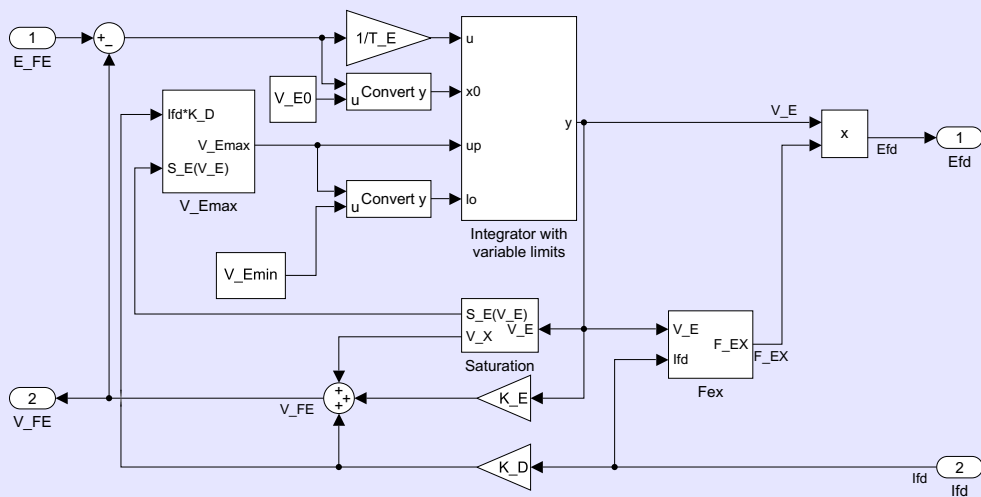 1
E_FE
+
−
1/T_E
V_E0
u
Convert y
u
x0
y
up
lo
Integrator with
variable limits
Ifd*K_D
V_Emax
S_E(V_E)
V_Emax
u
Convert y
V_Emin
V_E
x
Efd
1
Efd
S_E(V_E)
V_E
V_X
Saturation
V_E
F_EX
Ifd
F_EX
Fex
2
V_FE
V_FE
+
+
+
K_E
K_D
Ifd
2
Ifd